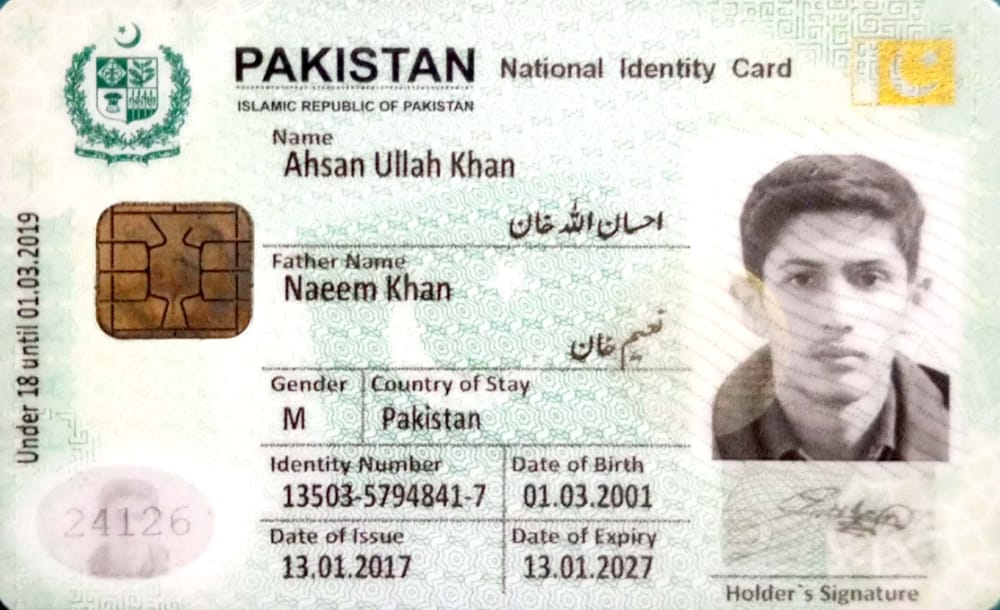 PAKISTAN National Identity Card
ISLAMIC REPUBLIC OF PAKISTAN
Name
Ahsan Ullah Khan
احسان اللہ خان
Father Name
Naeem Khan
نعیم خان
Gender Country of Stay
M Pakistan
Identity Number Date of Birth
13503-5794841-7 01.03.2001
Date of Issue Date of Expiry
13.01.2017 13.01.2027
Holder`s Signature
Under 18 until 01.03.2019
24126